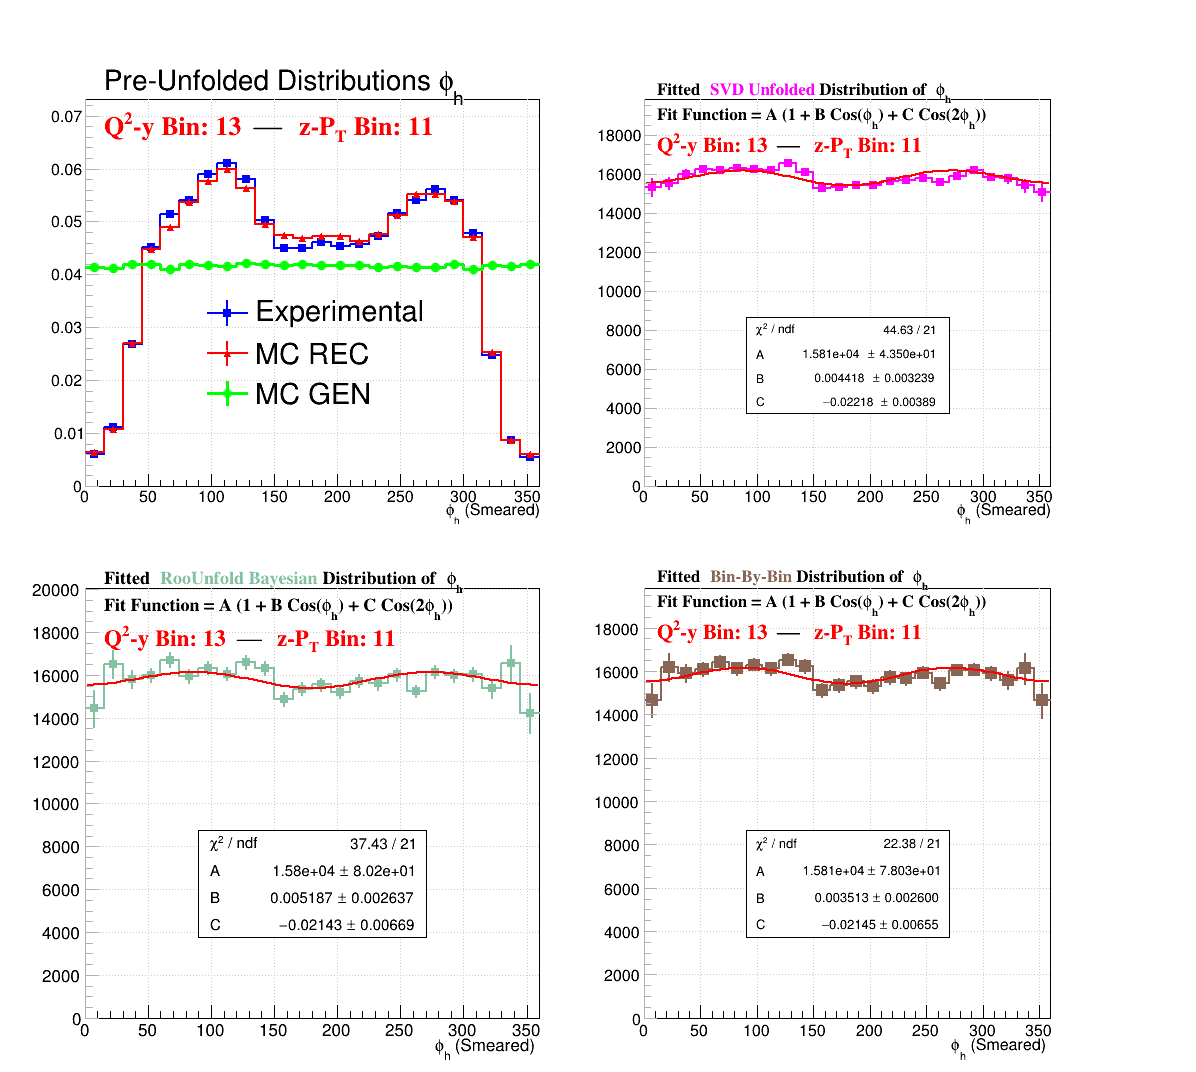 Pre-Unfolded Distributions ϕh
Q²-y Bin: 13 — z-PT Bin: 11
0.07
0.06
0.05
0.04
0.03
0.02
0.01
0
Experimental
MC REC
MC GEN
0 50 100 150 200 250 300 350
ϕh (Smeared)
Fitted SVD Unfolded Distribution of ϕh
Fit Function = A (1 + B Cos(ϕh) + C Cos(2ϕh))
Q²-y Bin: 13 — z-PT Bin: 11
18000
16000
14000
12000
10000
8000
6000
4000
2000
0
χ² / ndf 44.63 / 21
A 1.581e+04 ± 4.350e+01
B 0.004418 ± 0.003239
C −0.02218 ± 0.00389
0 50 100 150 200 250 300 350
ϕh (Smeared)
Fitted RooUnfold Bayesian Distribution of ϕh
Fit Function = A (1 + B Cos(ϕh) + C Cos(2ϕh))
Q²-y Bin: 13 — z-PT Bin: 11
20000
18000
16000
14000
12000
10000
8000
6000
4000
2000
0
χ² / ndf 37.43 / 21
A 1.58e+04 ± 8.02e+01
B 0.005187 ± 0.002637
C −0.02143 ± 0.00669
0 50 100 150 200 250 300 350
ϕh (Smeared)
Fitted Bin-By-Bin Distribution of ϕh
Fit Function = A (1 + B Cos(ϕh) + C Cos(2ϕh))
Q²-y Bin: 13 — z-PT Bin: 11
18000
16000
14000
12000
10000
8000
6000
4000
2000
0
χ² / ndf 22.38 / 21
A 1.581e+04 ± 7.803e+01
B 0.003513 ± 0.002600
C −0.02145 ± 0.00655
0 50 100 150 200 250 300 350
ϕh (Smeared)